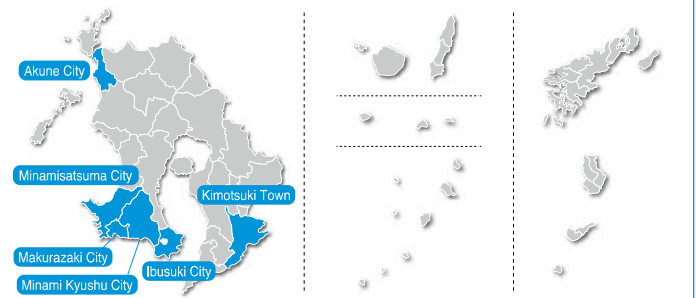 Akune City
Minamisatsuma City
Kimotsuki Town
Makurazaki City
Ibusuki City
Minami Kyushu City